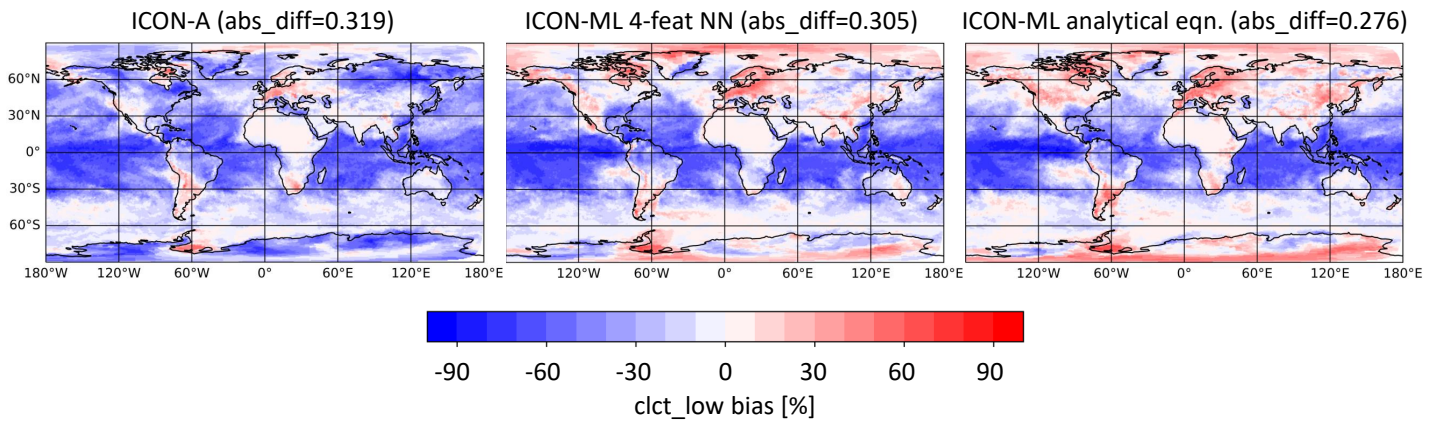 ICON-A (abs_diff=0.319)
ICON-ML 4-feat NN (abs_diff=0.305)
ICON-ML analytical eqn. (abs_diff=0.276)
60°N
30°N
0°
30°S
60°S
180°W 120°W 60°W 0° 60°E 120°E 180°E
180°W 120°W 60°W 0° 60°E 120°E 180°E
180°W 120°W 60°W 0° 60°E 120°E 180°E
-90 -60 -30 0 30 60 90
clct_low bias [%]